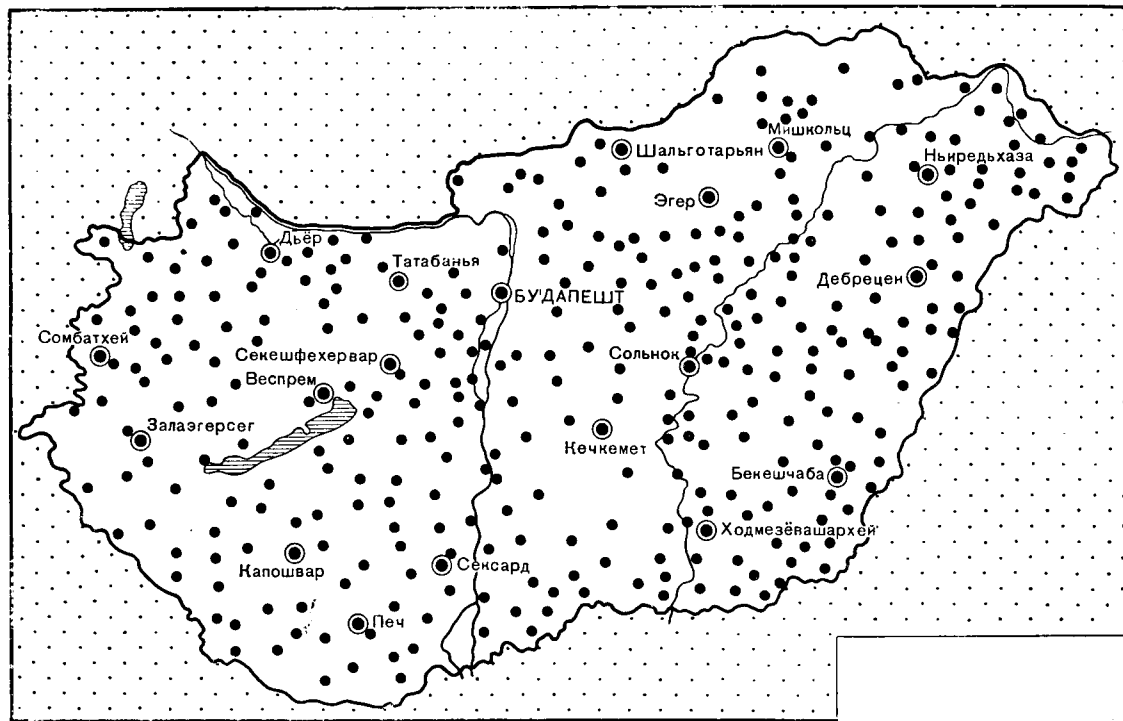 Мишкольц
Шальготарьян
Ньиредьхаза
Эгер
Дьёр
Татабанья
Дебрецен
БУДАПЕШТ
Сомбатхей
Секешфехервар
Сольнок
Веспрем
Залаэгерсег
Кечкемет
Бекешчаба
Ходмезёвашархей
Капошвар
Сексард
Печ